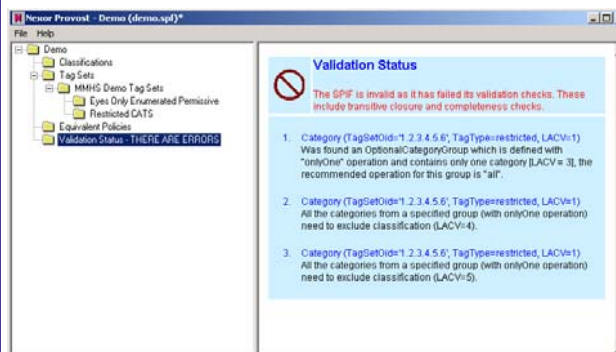 Nexor Provost - Demo (demo.spf)*
File Help
Demo
Classifications
Tag Sets
MMHS Demo Tag Sets
Eyes Only Enumerated Permissive
Restricted CATS
Equivalent Policies
Validation Status - THERE ARE ERRORS
Validation Status
The SPIF is invalid as it has failed its validation checks. These
include transitive closure and completeness checks.
1. Category (TagSetOid='1.2.3.4.5.6', TagType=restricted, LACV=1)
Was found an OptionalCategoryGroup which is defined with
"onlyOne" operation and contains only one category [LACV = 3], the
recommended operation for this group is "all".
2. Category (TagSetOid='1.2.3.4.5.6', TagType=restricted, LACV=1)
All the categories from a specified group (with onlyOne operation)
need to exclude classification (LACV=4).
3. Category (TagSetOid='1.2.3.4.5.6', TagType=restricted, LACV=1)
All the categories from a specified group (with onlyOne operation)
need to exclude classification (LACV=5).